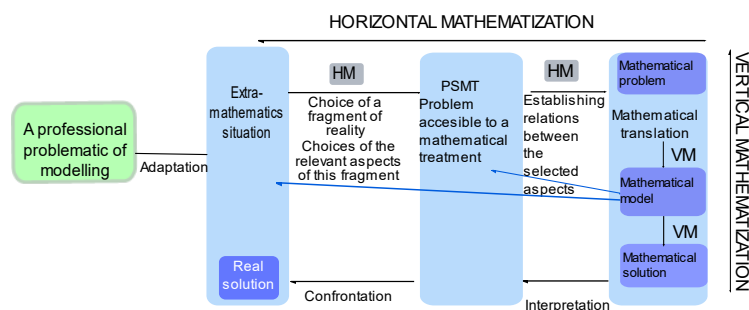 HORIZONTAL MATHEMATIZATION
VERTICAL MATHEMATIZATION
A professional
problematic of
modelling
Adaptation
Extra-
mathematics
situation
Real
solution
HM
Choice of a
fragment of
reality
Choices of the
relevant aspects
of this fragment
Confrontation
PSMT
Problem
accesible to a
mathematical
treatment
HM
Establishing
relations
between
the
selected
aspects
Interpretation
Mathematical
problem
Mathematical
translation
VM
Mathematical
model
VM
Mathematical
solution